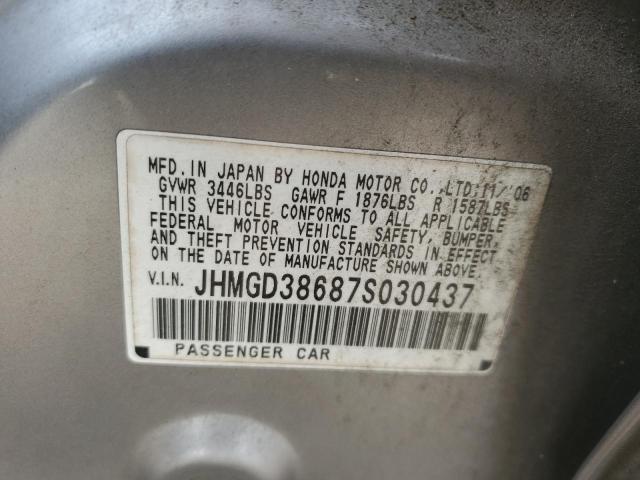 MFD. IN JAPAN BY HONDA MOTOR CO., LTD. 11/'06
GVWR 3446LBS GAWR F 1876LBS R 1587LBS
THIS VEHICLE CONFORMS TO ALL APPLICABLE
FEDERAL MOTOR VEHICLE SAFETY, BUMPER,
AND THEFT PREVENTION STANDARDS IN EFFECT
ON THE DATE OF MANUFACTURE SHOWN ABOVE.
V.I.N. JHMGD38687S030437
PASSENGER CAR